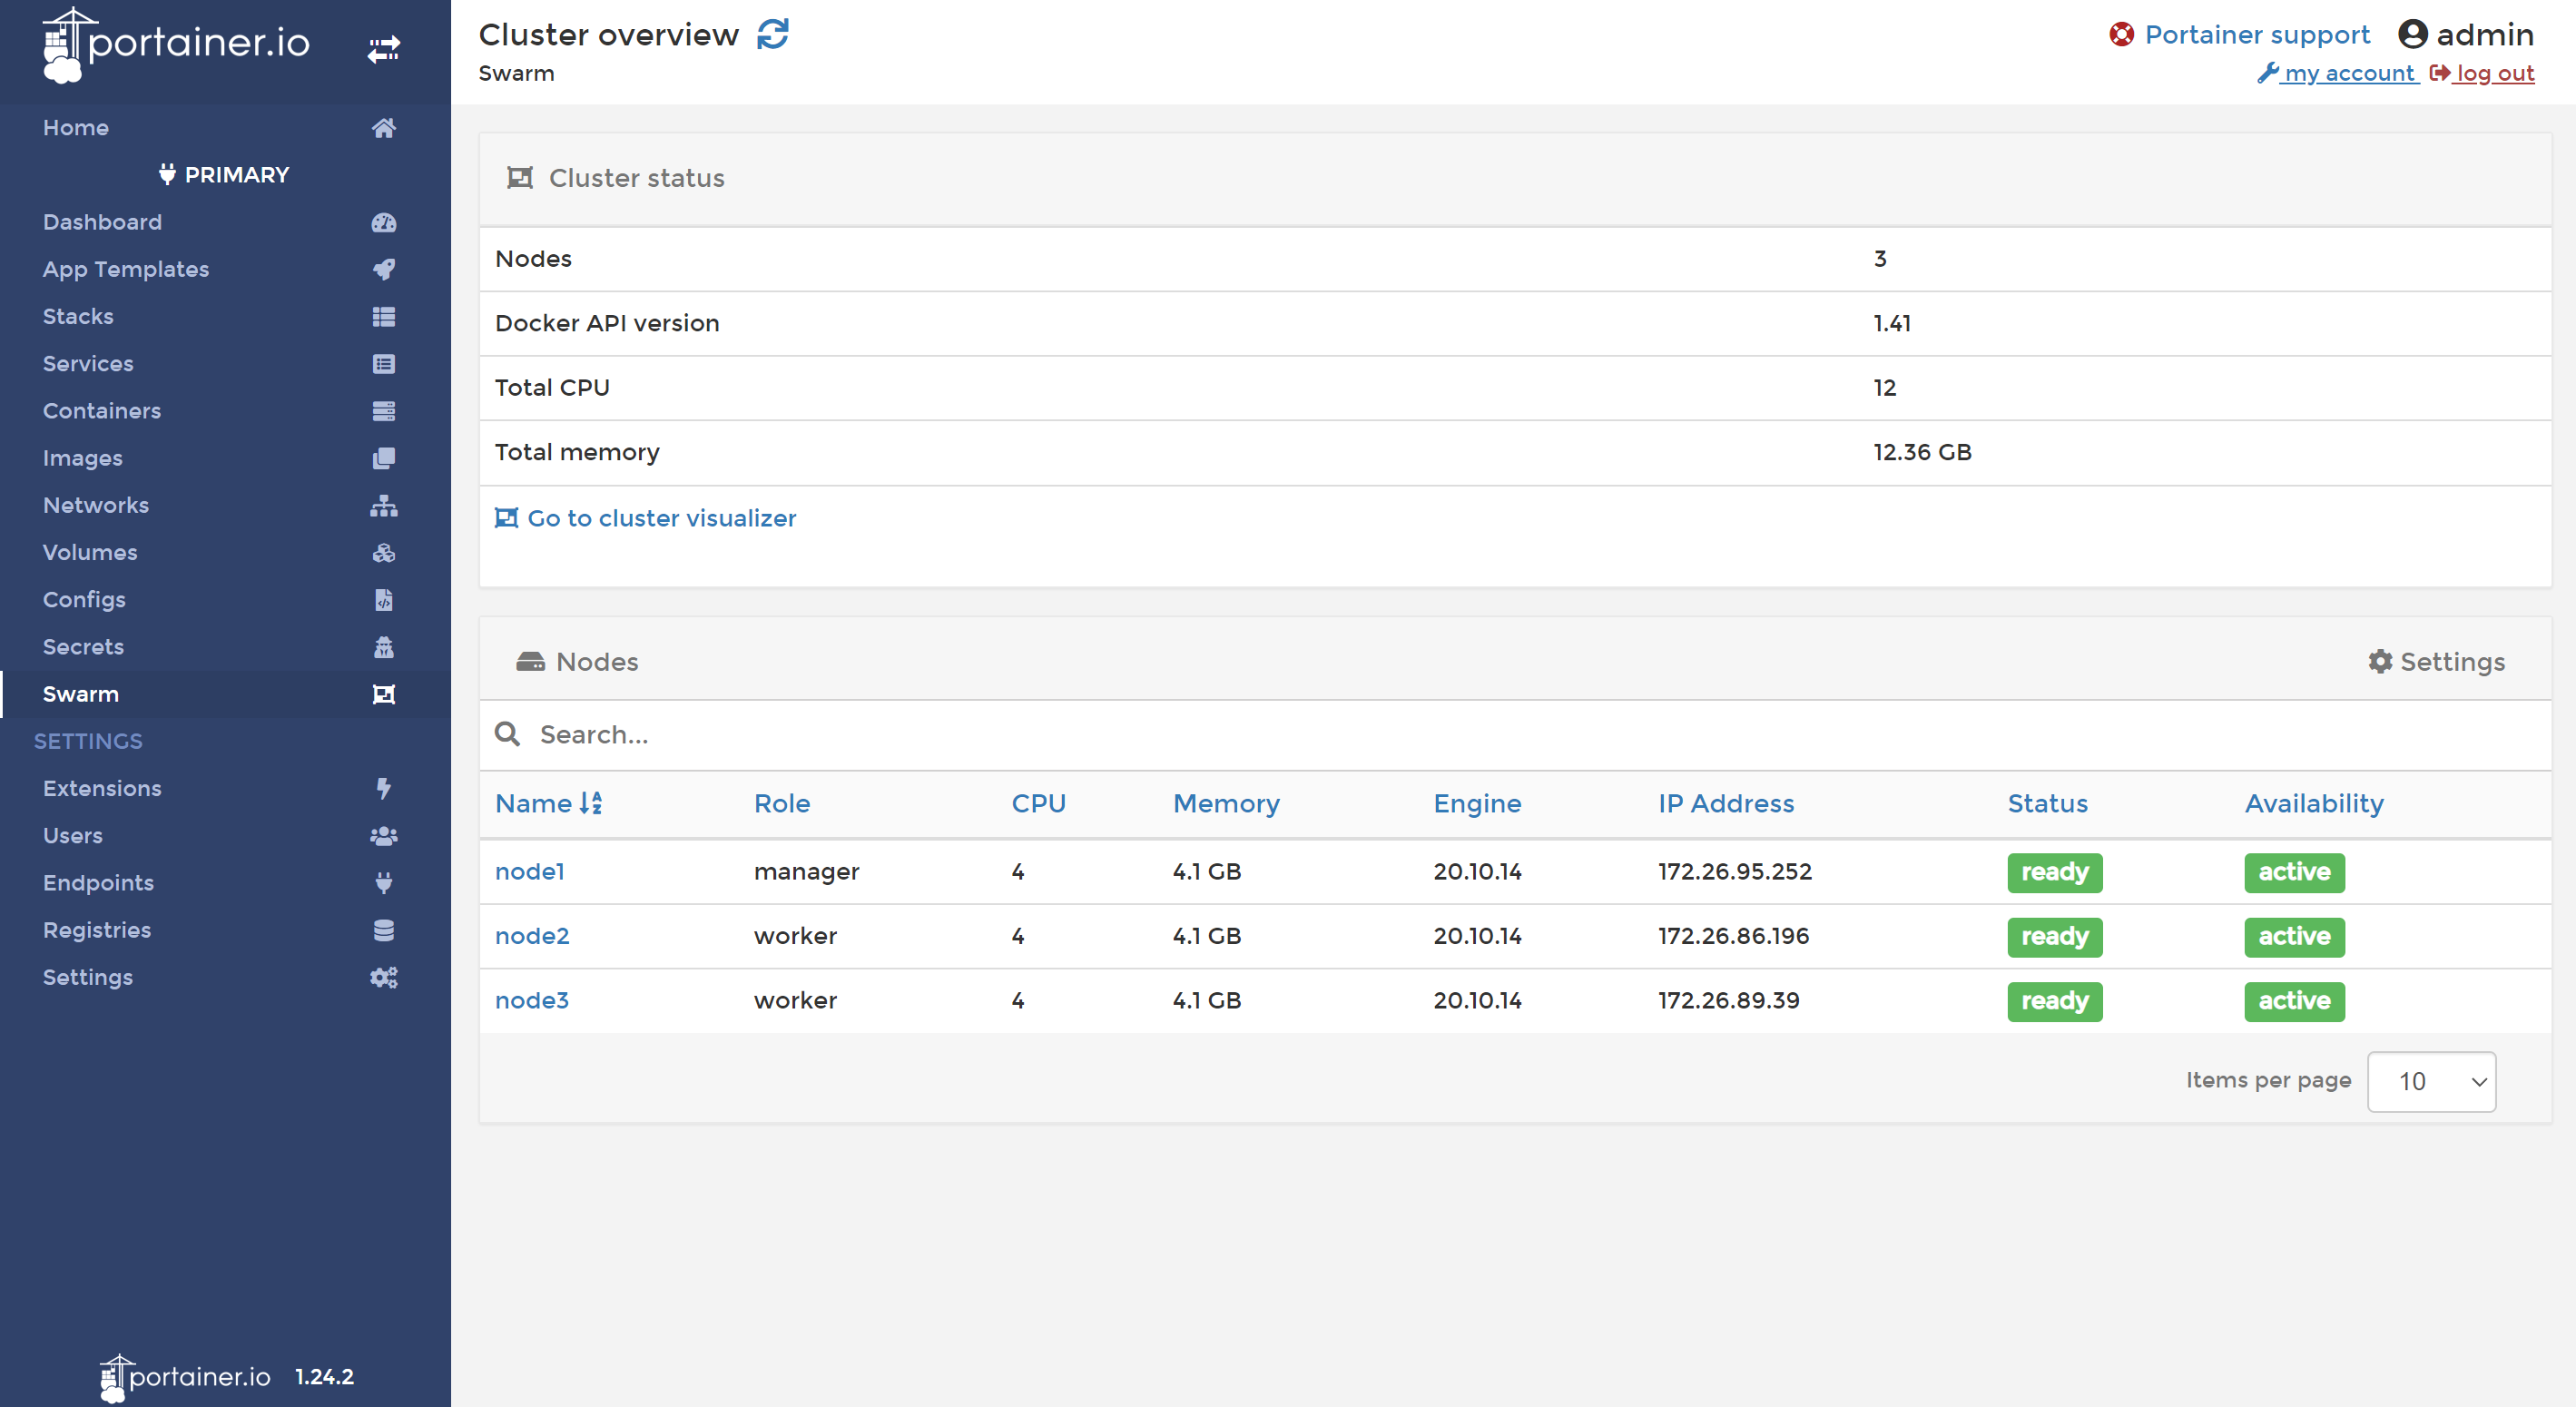 portainer.io
Home
PRIMARY
Dashboard
App Templates
Stacks
Services
Containers
Images
Networks
Volumes
Configs
Secrets
Swarm
SETTINGS
Extensions
Users
Endpoints
Registries
Settings
portainer.io 1.24.2
Cluster overview
Swarm
Portainer support admin
my account log out
Cluster status
Nodes 3
Docker API version 1.41
Total CPU 12
Total memory 12.36 GB
Go to cluster visualizer
Nodes Settings
Search...
Name Role CPU Memory Engine IP Address Status Availability
node1 manager 4 4.1 GB 20.10.14 172.26.95.252 ready active
node2 worker 4 4.1 GB 20.10.14 172.26.86.196 ready active
node3 worker 4 4.1 GB 20.10.14 172.26.89.39 ready active
Items per page 10